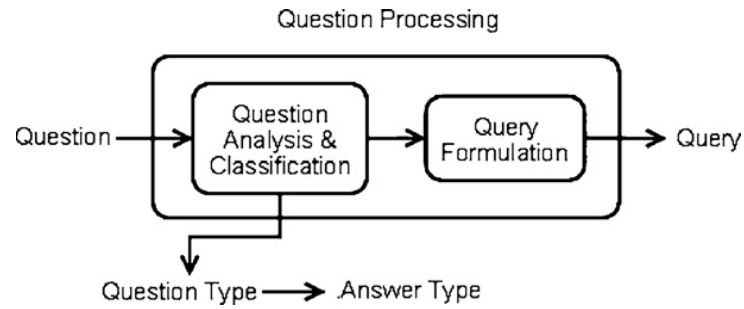 Question Processing
Question
Question
Analysis &
Classification
Query
Formulation
Query
Question Type
.Answer Type